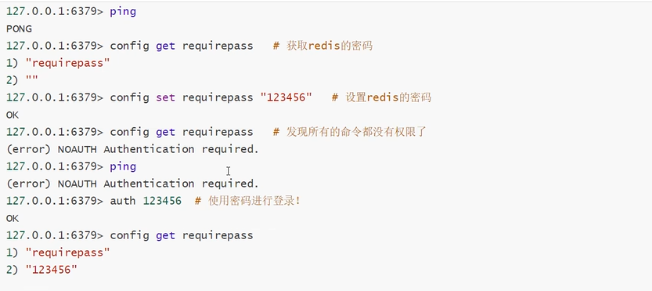 127.0.0.1:6379> ping
PONG
127.0.0.1:6379> config get requirepass # 获取redis的密码
1) "requirepass"
2) ""
127.0.0.1:6379> config set requirepass "123456" # 设置redis的密码
OK
127.0.0.1:6379> config get requirepass # 发现所有的命令都没有权限了
(error) NOAUTH Authentication required.
127.0.0.1:6379> ping
(error) NOAUTH Authentication required.
127.0.0.1:6379> auth 123456 # 使用密码进行登录！
OK
127.0.0.1:6379> config get requirepass
1) "requirepass"
2) "123456"